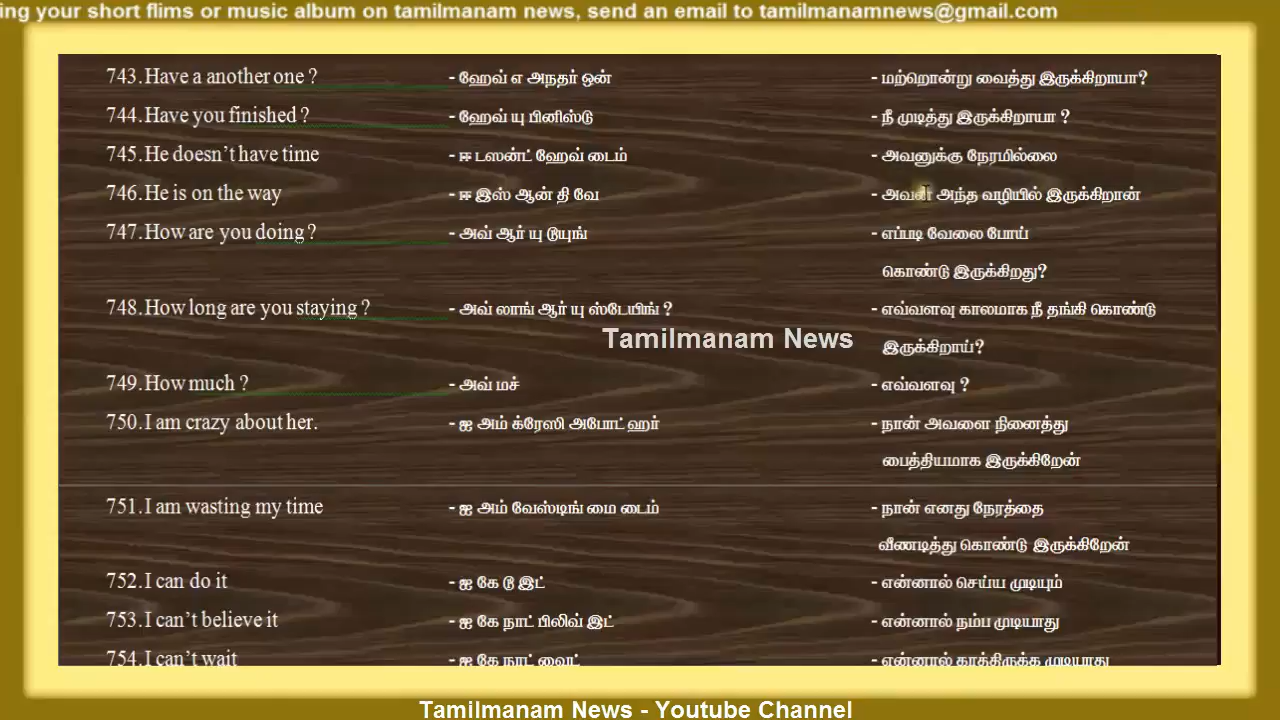 ing your short flims or music album on tamilmanam news, send an email to tamilmanamnews@gmail.com
743.Have a another one ? - ஹேவ் எ அநதர் ஒன் - மற்றொன்று வைத்து இருக்கிறாயா?
744.Have you finished ? - ஹேவ் யு பினிஸ்டு - நீ முடித்து இருக்கிறாயா ?
745.He doesn't have time - ஈ டஸன்ட் ஹேவ் டைம் - அவனுக்கு நேரமில்லை
746.He is on the way - ஈ இஸ் ஆன் தி வே - அவன் அந்த வழியில் இருக்கிறான்
747.How are you doing ? - அவ் ஆர் யு டூயுங் - எப்படி வேலை போய்
கொண்டு இருக்கிறது?
748.How long are you staying ? - அவ் லாங் ஆர் யு ஸ்டேயிங் ? - எவ்வளவு காலமாக நீ தங்கி கொண்டு
Tamilmanam News
இருக்கிறாய்?
749.How much ? - அவ் மச் - எவ்வளவு ?
750.I am crazy about her. - ஐ அம் க்ரேஸி அபோட் ஹர் - நான் அவளை நினைத்து
பைத்தியமாக இருக்கிறேன்
751.I am wasting my time - ஐ அம் வேஸ்டிங் மை டைம் - நான் எனது நேரத்தை
வீணடித்து கொண்டு இருக்கிறேன்
752.I can do it - ஐ கே டூ இட் - என்னால் செய்ய முடியும்
753.I can't believe it - ஐ கே நாட் பிலிவ் இட் - என்னால் நம்ப முடியாது
754.I can't wait - ஐ கே நாட் வைட் - என்னால் காத்திருக்க முடியாது
Tamilmanam News - Youtube Channel